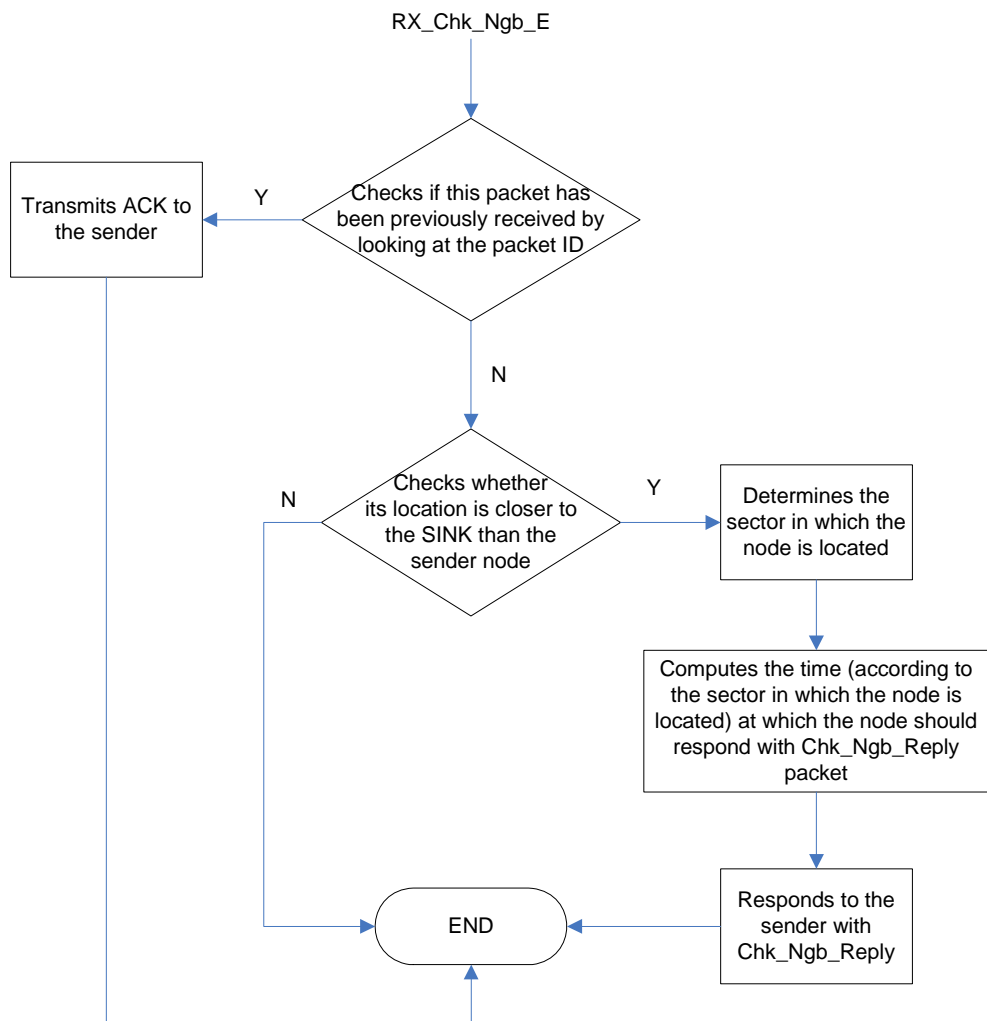 RX_Chk_Ngb_E
Checks if this packet has
been previously received by
looking at the packet ID
Y
Transmits ACK to
the sender
N
Checks whether
its location is closer to
the SINK than the
sender node
N
Y
Determines the
sector in which the
node is located
Computes the time (according to
the sector in which the node is
located) at which the node should
respond with Chk_Ngb_Reply
packet
Responds to the
sender with
Chk_Ngb_Reply
END